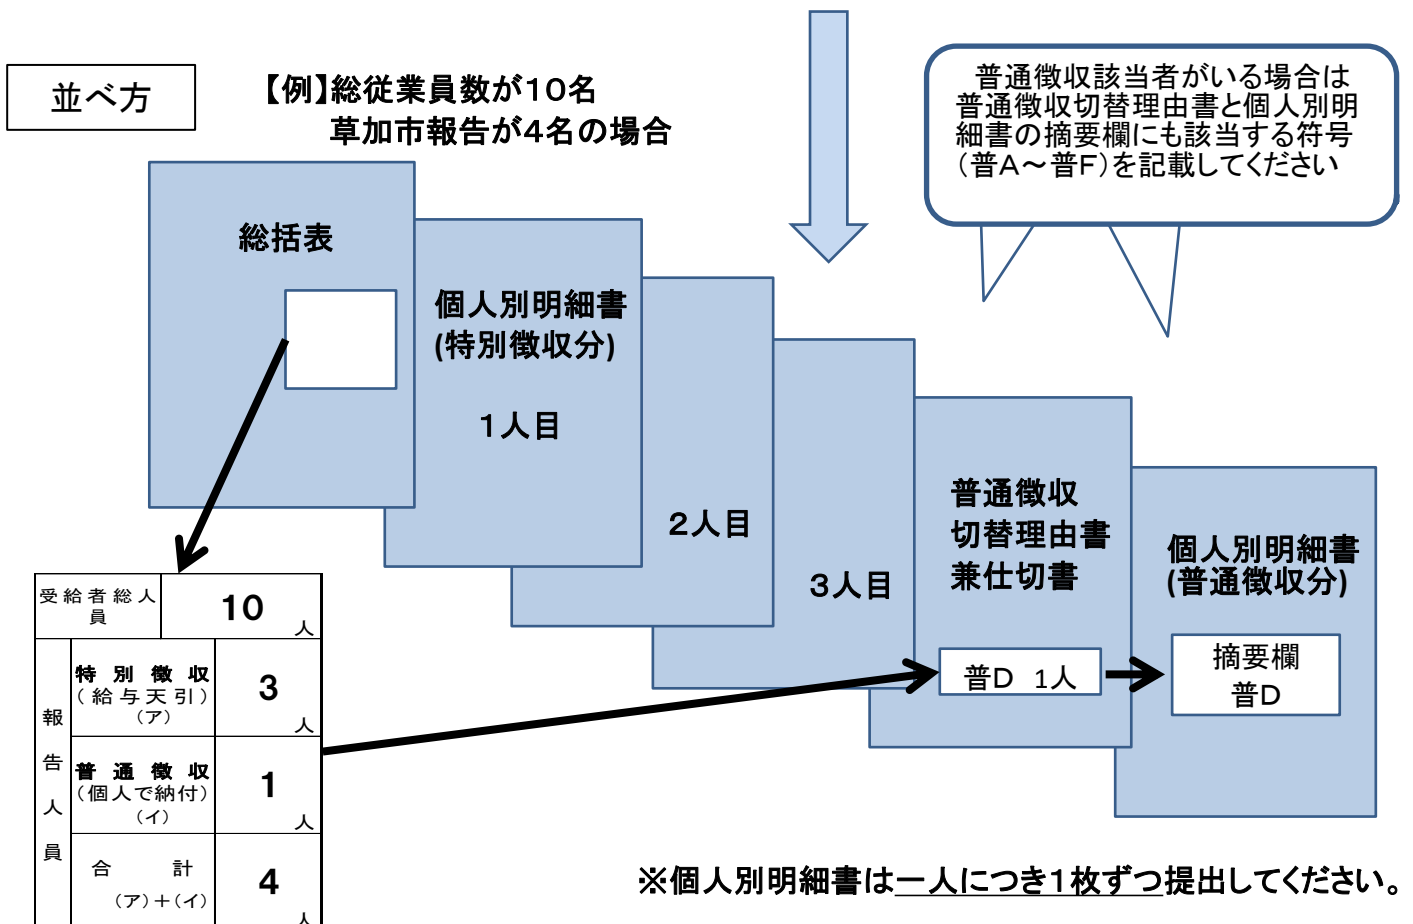 並べ方
【例】総従業員数が10名
草加市報告が4名の場合
普通徴収該当者がいる場合は
普通徴収切替理由書と個人別明
細書の摘要欄にも該当する符号
（普A～普F）を記載してください
総括表
個人別明細書
(特別徴収分)
1人目
2人目
3人目
普通徴収
切替理由書
兼仕切書
普D 1人
個人別明細書
(普通徴収分)
摘要欄
普D
受給者総人
員
10
人
報告人員
特別徴収
（給与天引）
（ア）
3
人
普通徴収
（個人で納付）
（イ）
1
人
合計
（ア）＋（イ）
4
人
※個人別明細書は一人につき1枚ずつ提出してください。